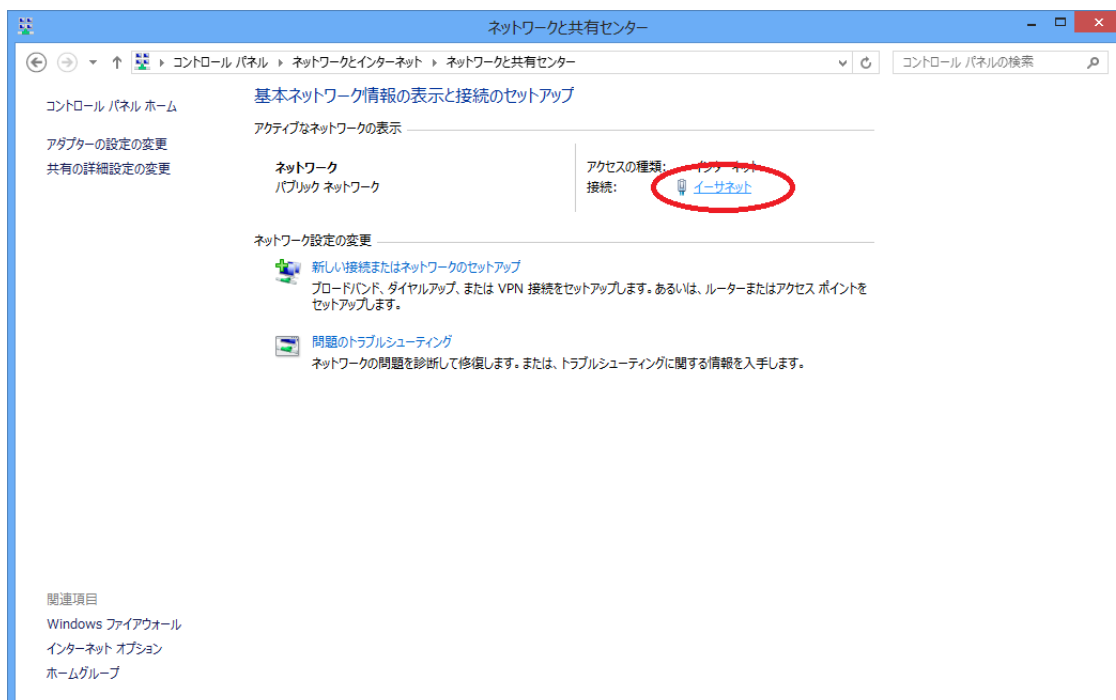 ネットワークと共有センター
コントロール パネル ネットワークとインターネット ネットワークと共有センター
コントロール パネルの検索
コントロール パネル ホーム
アダプターの設定の変更
共有の詳細設定の変更
基本ネットワーク情報の表示と接続のセットアップ
アクティブなネットワークの表示
ネットワーク
パブリック ネットワーク
アクセスの種類: インターネット
接続: イーサネット
ネットワーク設定の変更
新しい接続またはネットワークのセットアップ
ブロードバンド、ダイヤルアップ、または VPN 接続をセットアップします。あるいは、ルーターまたはアクセス ポイントを
セットアップします。
問題のトラブルシューティング
ネットワークの問題を診断して修復します。または、トラブルシューティングに関する情報を入手します。
関連項目
Windows ファイアウォール
インターネット オプション
ホームグループ